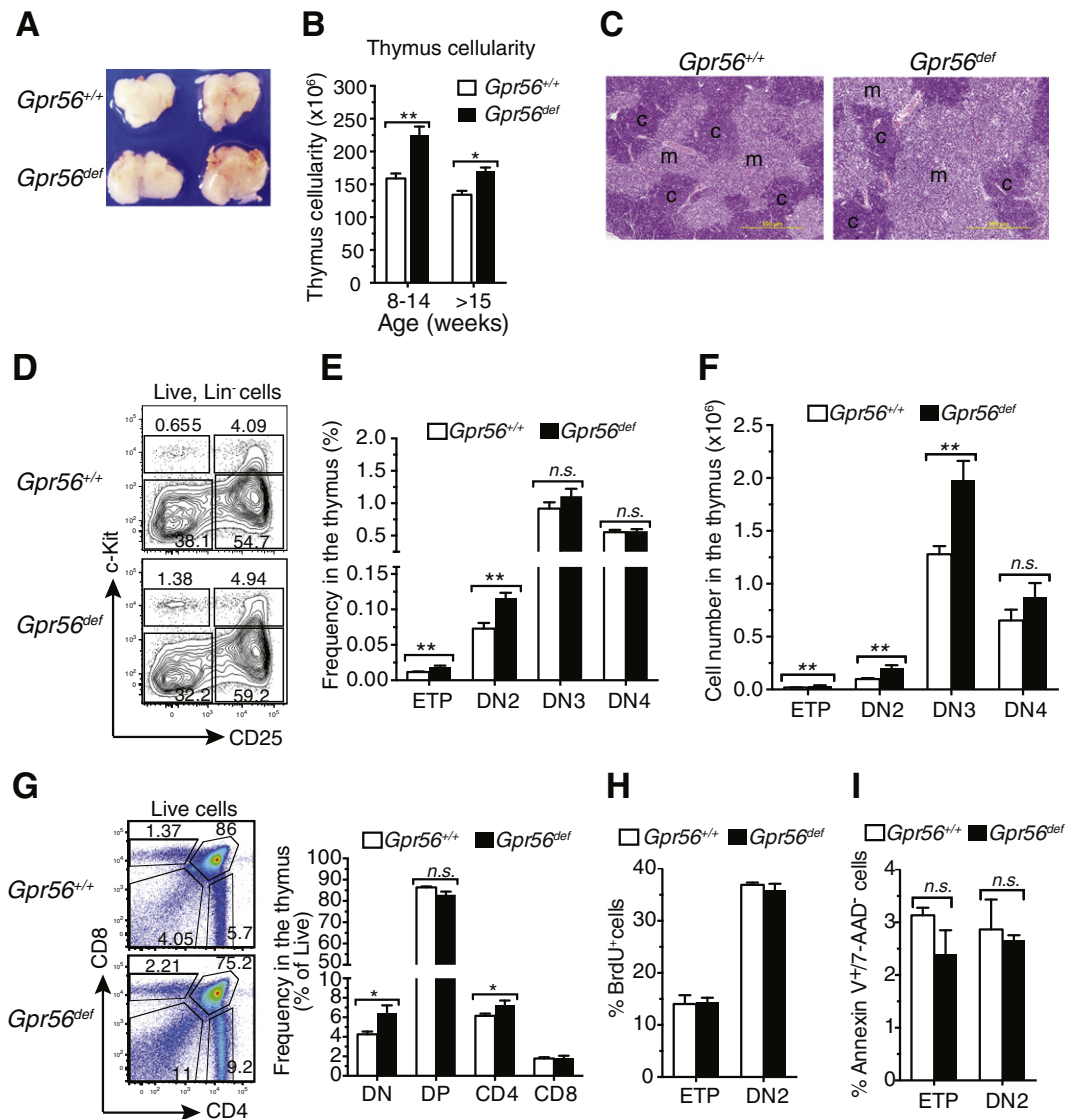 A
Gpr56+/+
Gpr56def
B
Thymus cellularity
Gpr56+/+
Gpr56def
Thymus cellularity (x10⁶)
300
250
200
150
100
50
0
**
*
8-14
>15
Age (weeks)
C
Gpr56+/+
Gpr56def
c
c
m
m
c
c
m
c
m
c
c
D
Live, Lin- cells
Gpr56+/+
0.655
4.09
38.1
54.7
Gpr56def
1.38
4.94
32.2
59.2
c-Kit
CD25
E
Gpr56+/+
Gpr56def
Frequency in the thymus (%)
2.0
1.5
1.0
0.5
0.15
0.10
0.05
0.00
**
**
n.s.
n.s.
ETP
DN2
DN3
DN4
F
Gpr56+/+
Gpr56def
Cell number in the thymus (x10⁶)
2.5
2.0
1.5
1.0
0.5
0.0
**
**
**
n.s.
ETP
DN2
DN3
DN4
G
Live cells
Gpr56+/+
1.37
86
4.05
5.7
Gpr56def
2.21
75.2
11
9.2
CD8
CD4
Gpr56+/+
Gpr56def
Frequency in the thymus
(% of Live)
100
90
80
70
60
50
8
6
4
2
0
*
n.s.
*
DN
DP
CD4
CD8
H
Gpr56+/+
Gpr56def
% BrdU+cells
40
30
20
10
0
ETP
DN2
I
Gpr56+/+
Gpr56def
% Annexin V+/7-AAD- cells
4
3
2
1
0
n.s.
n.s.
ETP
DN2